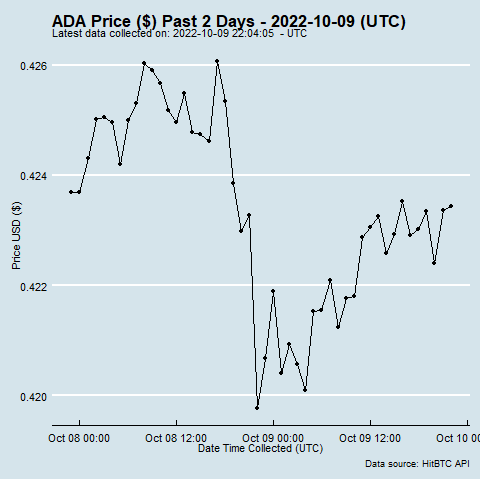 ADA Price ($) Past 2 Days - 2022-10-09 (UTC)
Latest data collected on: 2022-10-09 22:04:05 - UTC
0.426
0.424
0.422
0.420
Price USD ($)
Oct 08 00:00 Oct 08 12:00 Oct 09 00:00 Oct 09 12:00 Oct 10 0
Date Time Collected (UTC)
Data source: HitBTC API